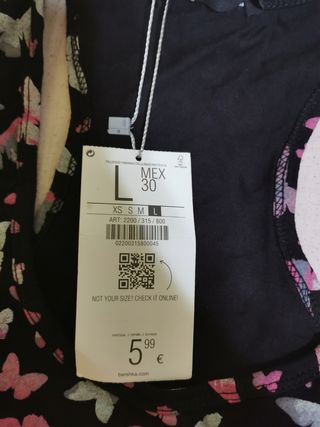 L MEX
30
XS S M L
ART: 2200 / 315 / 800
02200315800045
NOT YOUR SIZE? CHECK IT ONLINE!
5 99
€
bershka.com